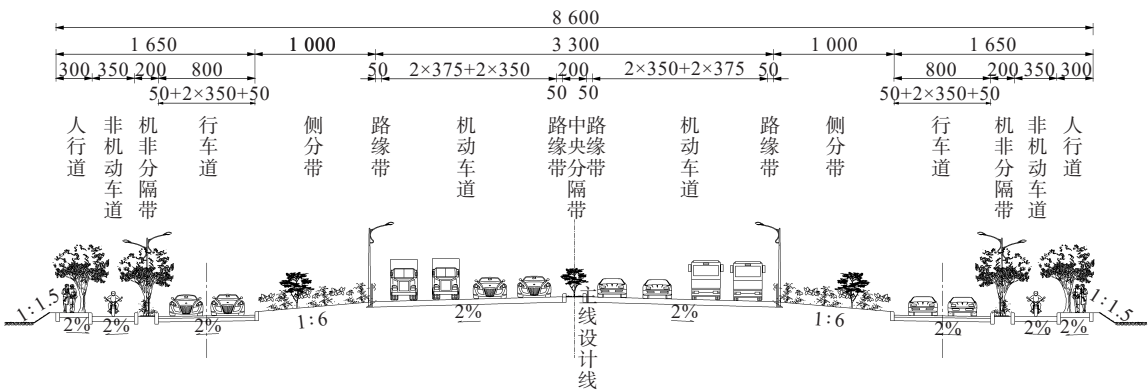 8 600
1 650 1 000 3 300 1 000 1 650
300 350 200 800 50 2×375+2×350 200 2×350+2×375 50 800 200 350 300
50+2×350+50 50 50 50+2×350+50
人行道
非机动车道
机非分隔带
行车道
侧分带
路缘带
机动车道
路缘带
中央分隔带
路缘带
机动车道
路缘带
侧分带
行车道
机非分隔带
非机动车道
人行道
1:1.5 2% 2% 2% 1:6 2% 2% 1:6 2% 2% 2% 1:1.5
线设计线